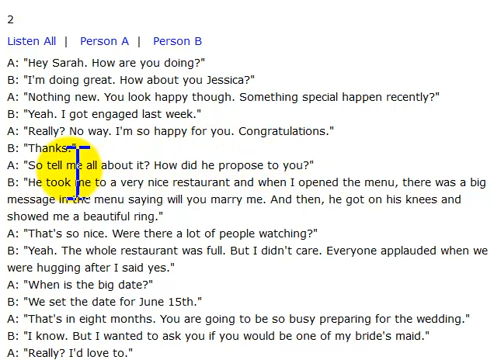 2
Listen All | Person A | Person B
A: "Hey Sarah. How are you doing?"
B: "I'm doing great. How about you Jessica?"
A: "Nothing new. You look happy though. Something special happen recently?"
B: "Yeah. I got engaged last week."
A: "Really? No way. I'm so happy for you. Congratulations."
B: "Thanks."
A: "So tell me all about it? How did he propose to you?"
B: "He took me to a very nice restaurant and when I opened the menu, there was a big
message in the menu saying will you marry me. And then, he got on his knees and
showed me a beautiful ring."
A: "That's so nice. Were there a lot of people watching?"
B: "Yeah. The whole restaurant was full. But I didn't care. Everyone applauded when we
were hugging after I said yes."
A: "When is the big date?"
B: "We set the date for June 15th."
A: "That's in eight months. You are going to be so busy preparing for the wedding."
B: "I know. But I wanted to ask you if you would be one of my bride's maid."
A: "Really? I'd love to."